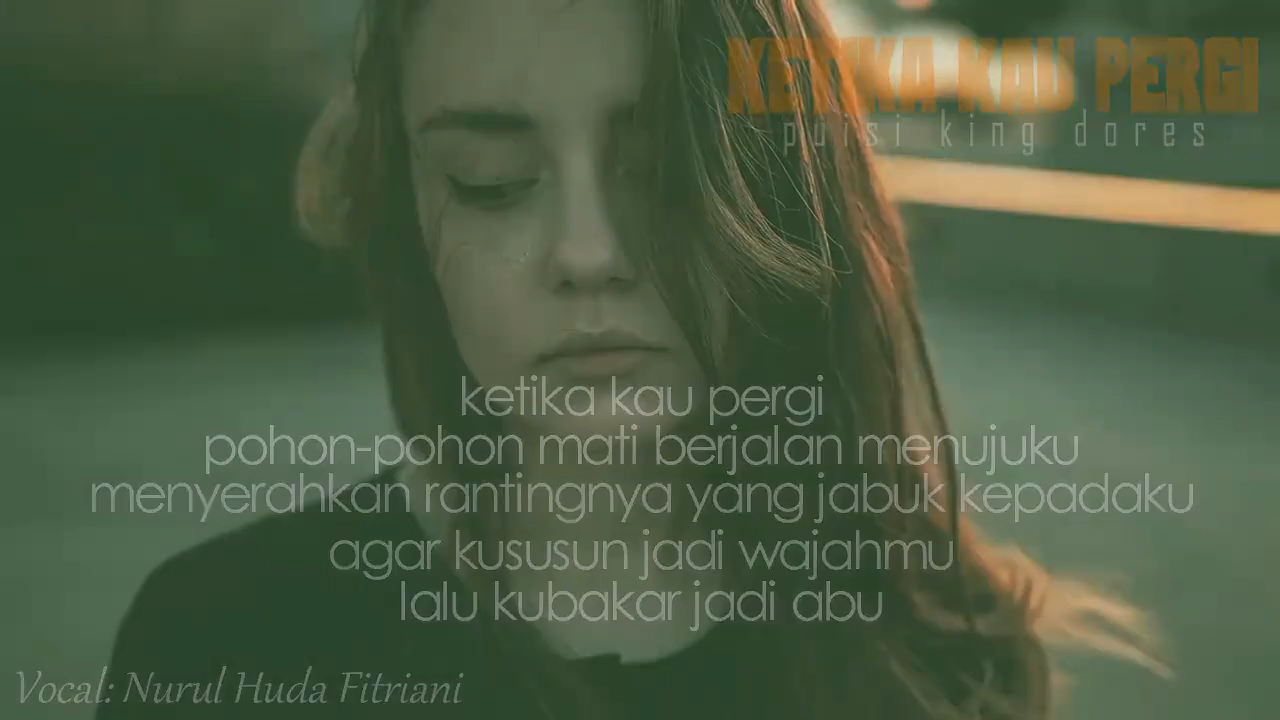 KETIKA KAU PERGI
puisi king dores
ketika kau pergi
pohon-pohon mati berjalan menujuku
menyerahkan rantingnya yang jabuk kepadaku
agar kususun jadi wajahmu
lalu kubakar jadi abu
Vocal: Nurul Huda Fitriani